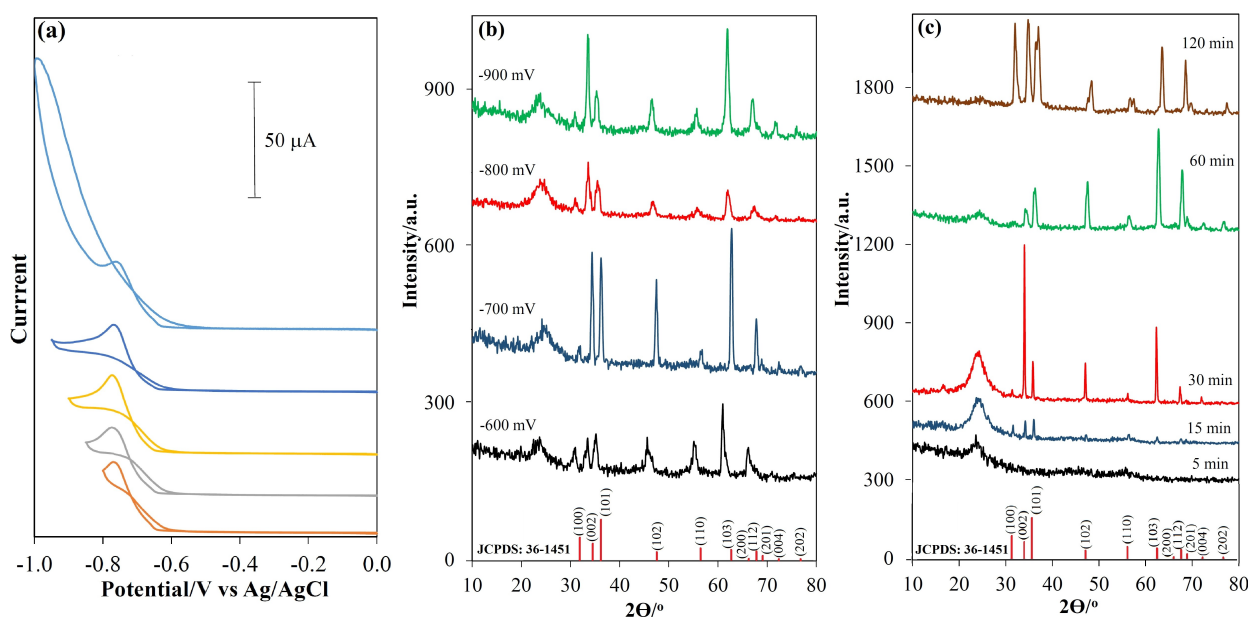 (a)
50 µA
Currrent
-1.0
-0.8
-0.6
-0.4
-0.2
0.0
Potential/V vs Ag/AgCl
(b)
-900 mV
-800 mV
-700 mV
-600 mV
900
600
300
0
Intensity/a.u.
(100)
(002)
(101)
(102)
(110)
(103)
(200)
(112)
(201)
(004)
(202)
JCPDS: 36-1451
10
20
30
40
50
60
70
80
2Ɵ/º
(c)
120 min
60 min
30 min
15 min
5 min
1800
1500
1200
900
600
300
0
Intensity/a.u.
(100)
(002)
(101)
(102)
(110)
(103)
(200)
(112)
(201)
(004)
(202)
JCPDS: 36-1451
10
20
30
40
50
60
70
80
2Ɵ/º